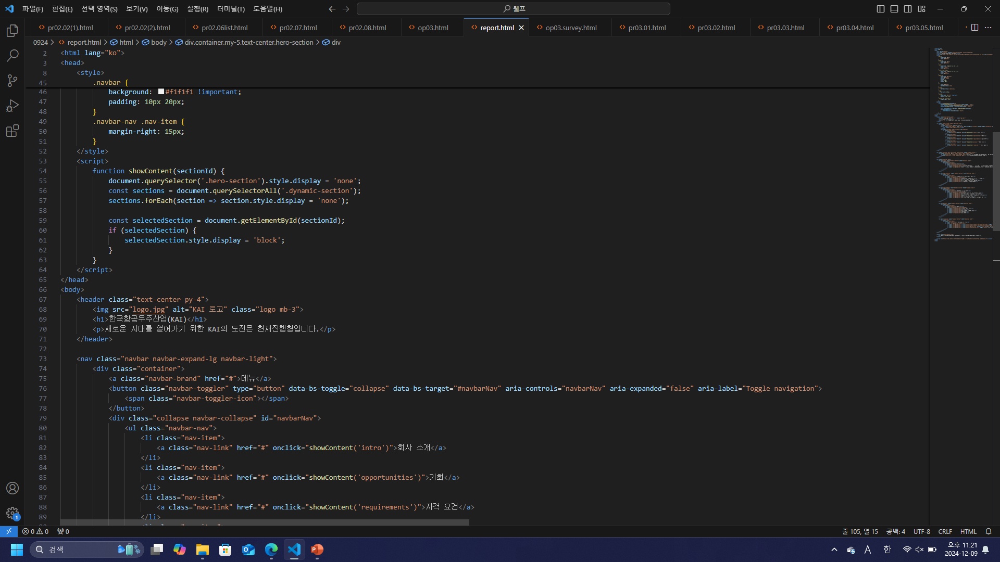 파일(F) 편집(E) 선택 영역(S) 보기(V) 이동(G) 실행(R) 터미널(T) 도움말(H) 웹프
pr02.02(1).html pr02.02(2).html pr02.06list.html pr02.07.html pr02.08.html op03.html report.html op03.survey.html pr03.01.html pr03.02.html pr03.03.html pr03.04.html pr03.05.html
0924 > report.html > html > body > div.container.my-5.text-center.hero-section > div
2 <html lang="ko">
3 <head>
8 <style>
45 .navbar {
46 background: #f1f1f1 !important;
47 padding: 10px 20px;
48 }
49 .navbar-nav .nav-item {
50 margin-right: 15px;
51 }
52 </style>
53 <script>
54 function showContent(sectionId) {
55 document.querySelector('.hero-section').style.display = 'none';
56 const sections = document.querySelectorAll('.dynamic-section');
57 sections.forEach(section => section.style.display = 'none');
58
59 const selectedSection = document.getElementById(sectionId);
60 if (selectedSection) {
61 selectedSection.style.display = 'block';
62 }
63 }
64 </script>
65 </head>
66 <body>
67 <header class="text-center py-4">
68 <img src="logo.jpg" alt="KAI 로고" class="logo mb-3">
69 <h1>한국항공우주산업(KAI)</h1>
70 <p>새로운 시대를 열어가기 위한 KAI의 도전은 현재진행형입니다.</p>
71 </header>
72
73 <nav class="navbar navbar-expand-lg navbar-light">
74 <div class="container">
75 <a class="navbar-brand" href="#">메뉴</a>
76 <button class="navbar-toggler" type="button" data-bs-toggle="collapse" data-bs-target="#navbarNav" aria-controls="navbarNav" aria-expanded="false" aria-label="Toggle navigation">
77 <span class="navbar-toggler-icon"></span>
78 </button>
79 <div class="collapse navbar-collapse" id="navbarNav">
80 <ul class="navbar-nav">
81 <li class="nav-item">
82 <a class="nav-link" href="#" onclick="showContent('intro')">회사 소개</a>
83 </li>
84 <li class="nav-item">
85 <a class="nav-link" href="#" onclick="showContent('opportunities')">기회</a>
86 </li>
87 <li class="nav-item">
88 <a class="nav-link" href="#" onclick="showContent('requirements')">자격 요건</a>
89 </li>
1
0 0 0 줄 105, 열 15 공백: 4 UTF-8 CRLF HTML
검색 A 한 오후 11:21
2024-12-09